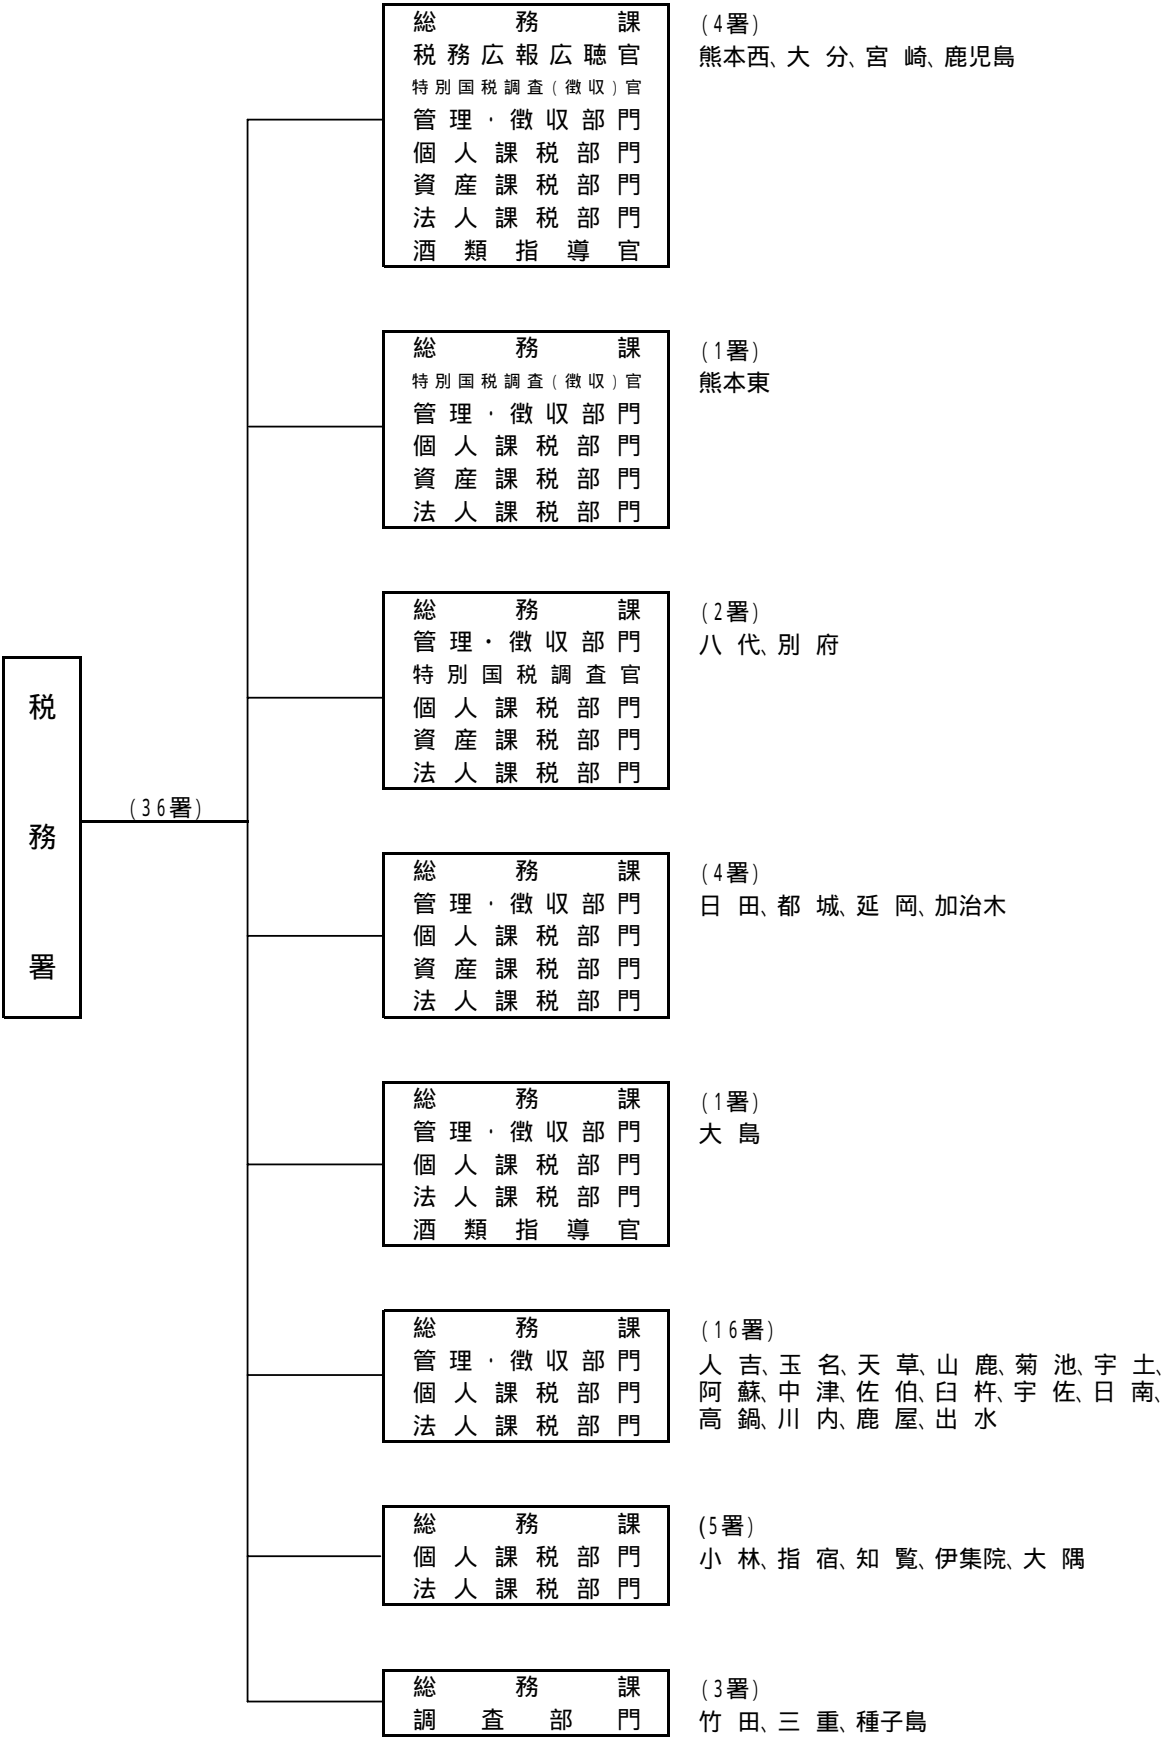 税務署
(36署)
総務課
税務広報広聴官
特別国税調査(徴収)官
管理・徴収部門
個人課税部門
資産課税部門
法人課税部門
酒類指導官
(4署)
熊本西、大分、宮崎、鹿児島
総務課
特別国税調査(徴収)官
管理・徴収部門
個人課税部門
資産課税部門
法人課税部門
(1署)
熊本東
総務課
管理・徴収部門
特別国税調査官
個人課税部門
資産課税部門
法人課税部門
(2署)
八代、別府
総務課
管理・徴収部門
個人課税部門
資産課税部門
法人課税部門
(4署)
日田、都城、延岡、加治木
総務課
管理・徴収部門
個人課税部門
法人課税部門
酒類指導官
(1署)
大島
総務課
管理・徴収部門
個人課税部門
法人課税部門
(16署)
人吉、玉名、天草、山鹿、菊池、宇土、
阿蘇、中津、佐伯、臼杵、宇佐、日南、
高鍋、川内、鹿屋、出水
総務課
個人課税部門
法人課税部門
(5署)
小林、指宿、知覧、伊集院、大隅
総務課
調査部門
(3署)
竹田、三重、種子島